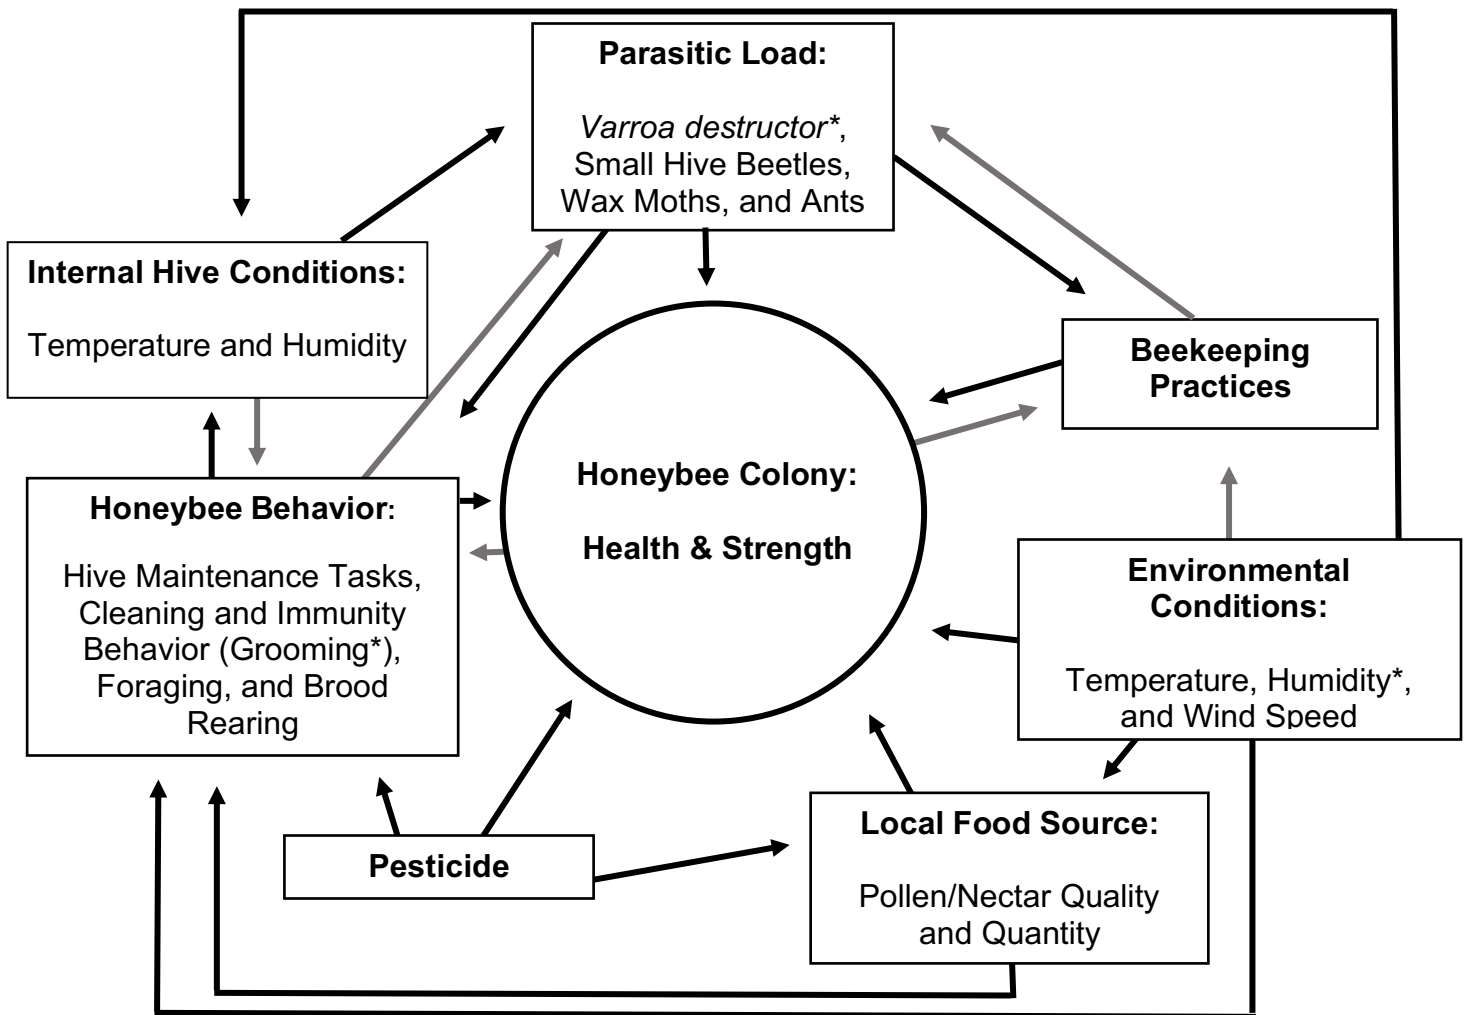 Parasitic Load:
Varroa destructor*,
Small Hive Beetles,
Wax Moths, and Ants
Internal Hive Conditions:
Temperature and Humidity
Beekeeping
Practices
Honeybee Colony:
Health & Strength
Honeybee Behavior:
Hive Maintenance Tasks,
Cleaning and Immunity
Behavior (Grooming*),
Foraging, and Brood
Rearing
Environmental
Conditions:
Temperature, Humidity*,
and Wind Speed
Pesticide
Local Food Source:
Pollen/Nectar Quality
and Quantity